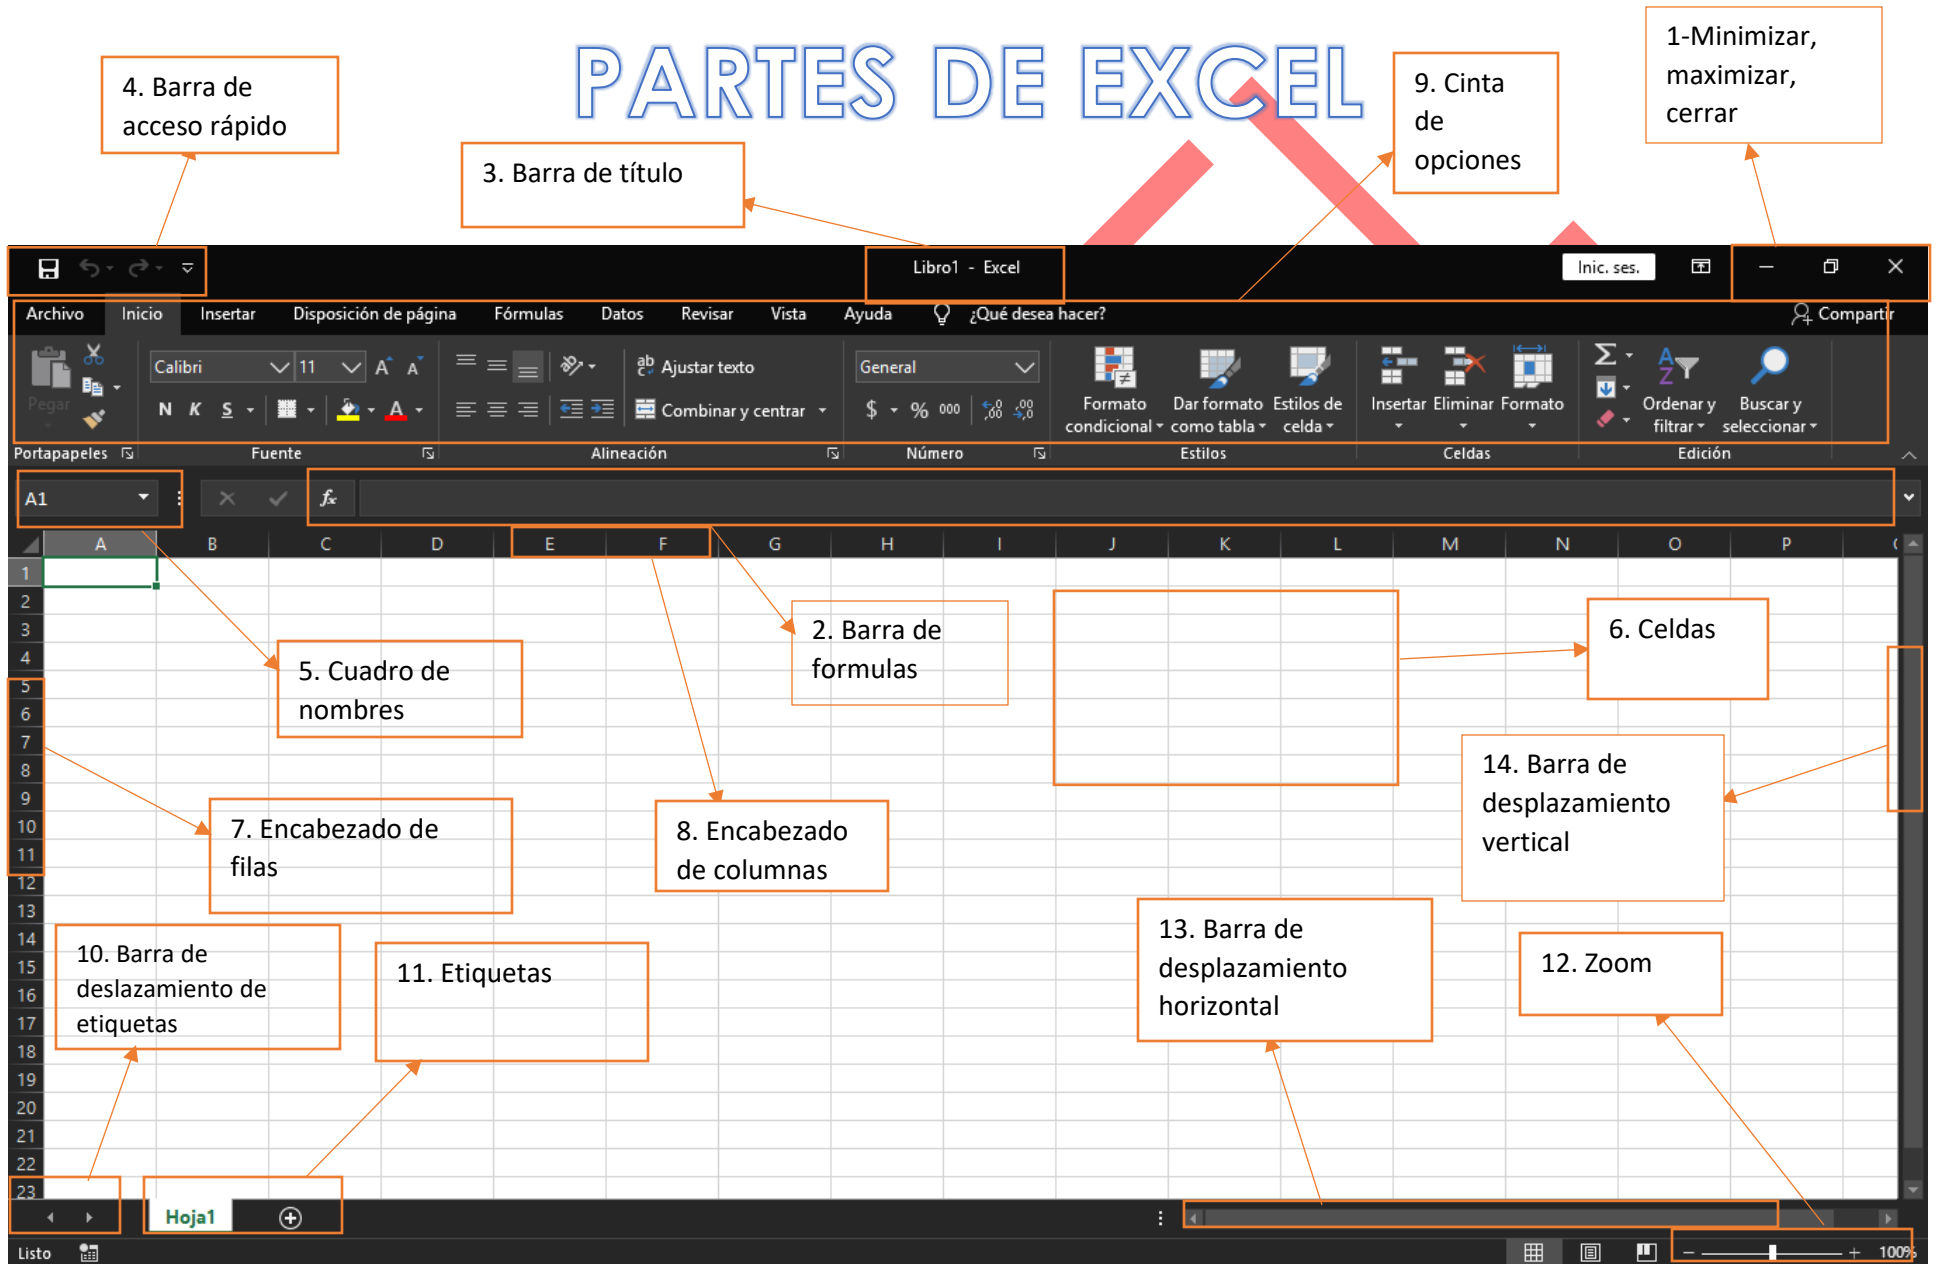 PARTES DE EXCEL
1-Minimizar,
maximizar,
cerrar
4. Barra de
acceso rápido
9. Cinta
de
opciones
3. Barra de título
Libro1 - Excel
Inic. ses.
Archivo Inicio Insertar Disposición de página Fórmulas Datos Revisar Vista Ayuda ¿Qué desea hacer? Compartir
Pegar
Calibri 11 A A
N K S A
ab
c Ajustar texto
Combinar y centrar
General
$ % 000 ,00 ,00
Formato
condicional
Dar formato
como tabla
Estilos de
celda
Insertar Eliminar Formato
Σ
A
Z
Ordenar y
filtrar
Buscar y
seleccionar
Portapapeles Fuente Alineación Número Estilos Celdas Edición
A1 fx
A B C D E F G H I J K L M N O P
1
2
3
4
5
6
7
8
9
10
11
12
13
14
15
16
17
18
19
20
21
22
23
2. Barra de
formulas
6. Celdas
5. Cuadro de
nombres
14. Barra de
desplazamiento
vertical
7. Encabezado de
filas
8. Encabezado
de columnas
13. Barra de
desplazamiento
horizontal
12. Zoom
10. Barra de
deslazamiento de
etiquetas
11. Etiquetas
Hoja1
Listo 100%